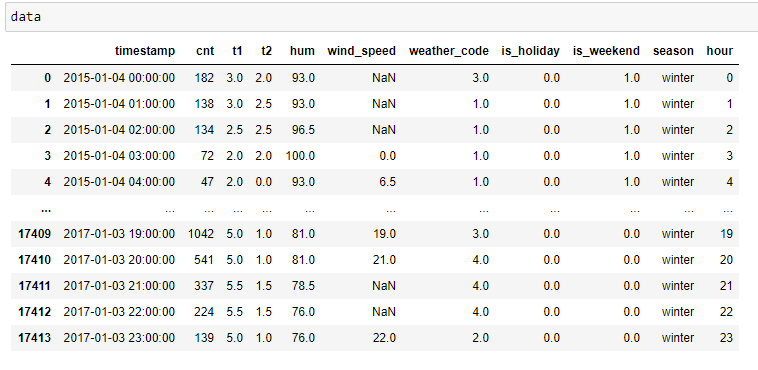 data
timestamp cnt t1 t2 hum wind_speed weather_code is_holiday is_weekend season hour
0 2015-01-04 00:00:00 182 3.0 2.0 93.0 NaN 3.0 0.0 1.0 winter 0
1 2015-01-04 01:00:00 138 3.0 2.5 93.0 NaN 1.0 0.0 1.0 winter 1
2 2015-01-04 02:00:00 134 2.5 2.5 96.5 NaN 1.0 0.0 1.0 winter 2
3 2015-01-04 03:00:00 72 2.0 2.0 100.0 0.0 1.0 0.0 1.0 winter 3
4 2015-01-04 04:00:00 47 2.0 0.0 93.0 6.5 1.0 0.0 1.0 winter 4
... ... ... ... ... ... ... ... ... ... ... ...
17409 2017-01-03 19:00:00 1042 5.0 1.0 81.0 19.0 3.0 0.0 0.0 winter 19
17410 2017-01-03 20:00:00 541 5.0 1.0 81.0 21.0 4.0 0.0 0.0 winter 20
17411 2017-01-03 21:00:00 337 5.5 1.5 78.5 NaN 4.0 0.0 0.0 winter 21
17412 2017-01-03 22:00:00 224 5.5 1.5 76.0 NaN 4.0 0.0 0.0 winter 22
17413 2017-01-03 23:00:00 139 5.0 1.0 76.0 22.0 2.0 0.0 0.0 winter 23